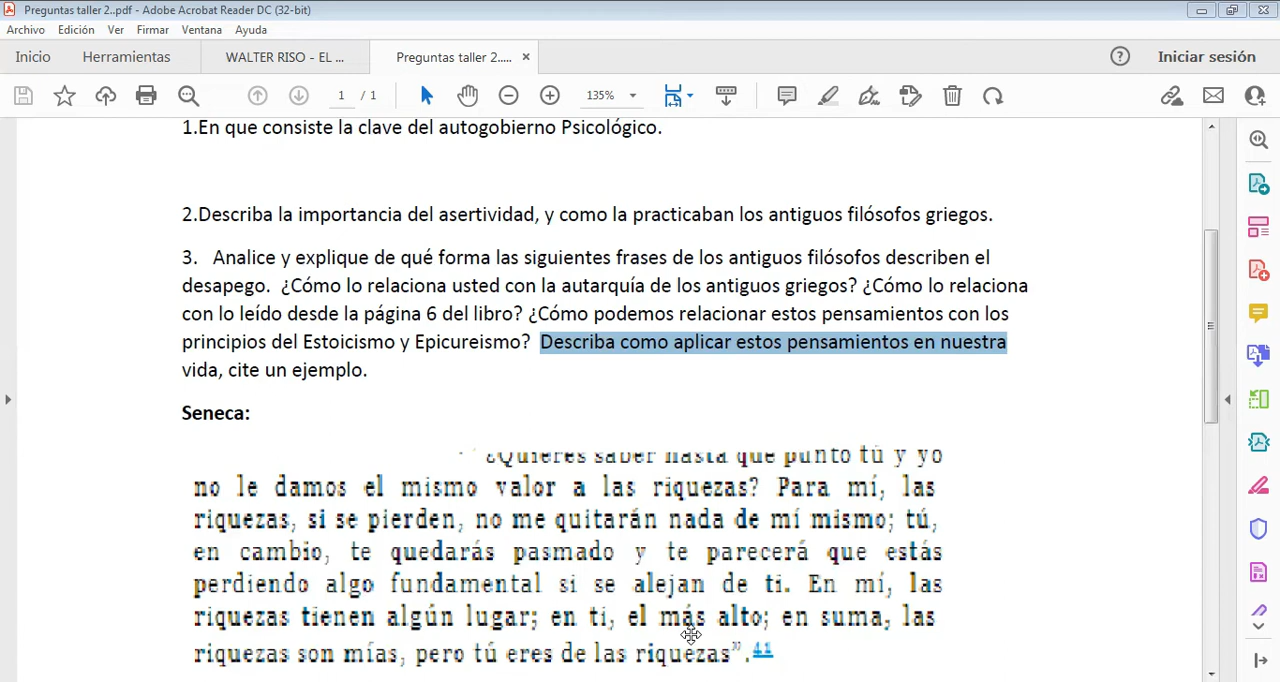 Preguntas taller 2..pdf - Adobe Acrobat Reader DC (32-bit)
Archivo Edición Ver Firmar Ventana Ayuda
Inicio Herramientas WALTER RISO - EL ... Preguntas taller 2..... × Iniciar sesión
1 / 1 135%
1.En que consiste la clave del autogobierno Psicológico.
2.Describa la importancia del asertividad, y como la practicaban los antiguos filósofos griegos.
3. Analice y explique de qué forma las siguientes frases de los antiguos filósofos describen el
desapego. ¿Cómo lo relaciona usted con la autarquía de los antiguos griegos? ¿Cómo lo relaciona
con lo leído desde la página 6 del libro? ¿Cómo podemos relacionar estos pensamientos con los
principios del Estoicismo y Epicureismo? Describa como aplicar estos pensamientos en nuestra
vida, cite un ejemplo.
Seneca:
¿Quieres saber hasta que punto tú y yo
no le damos el mismo valor a las riquezas? Para mí, las
riquezas, si se pierden, no me quitarán nada de mí mismo; tú,
en cambio, te quedarás pasmado y te parecerá que estás
perdiendo algo fundamental si se alejan de ti. En mí, las
riquezas tienen algún lugar; en ti, el más alto; en suma, las
riquezas son mías, pero tú eres de las riquezas”.41